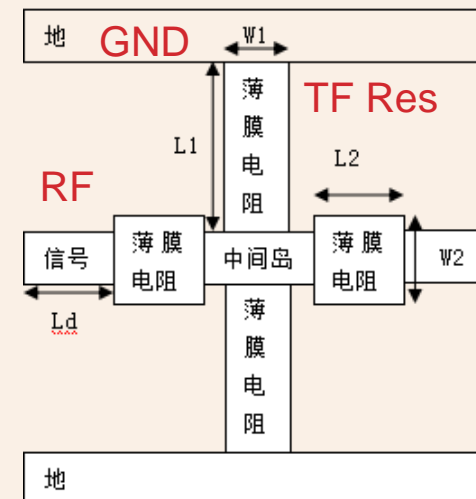 地
GND
W1
薄
膜
电
阻
TF Res
L1
L2
RF
信号
薄膜
电阻
中间岛
薄膜
电阻
W2
Ld
薄
膜
电
阻
地